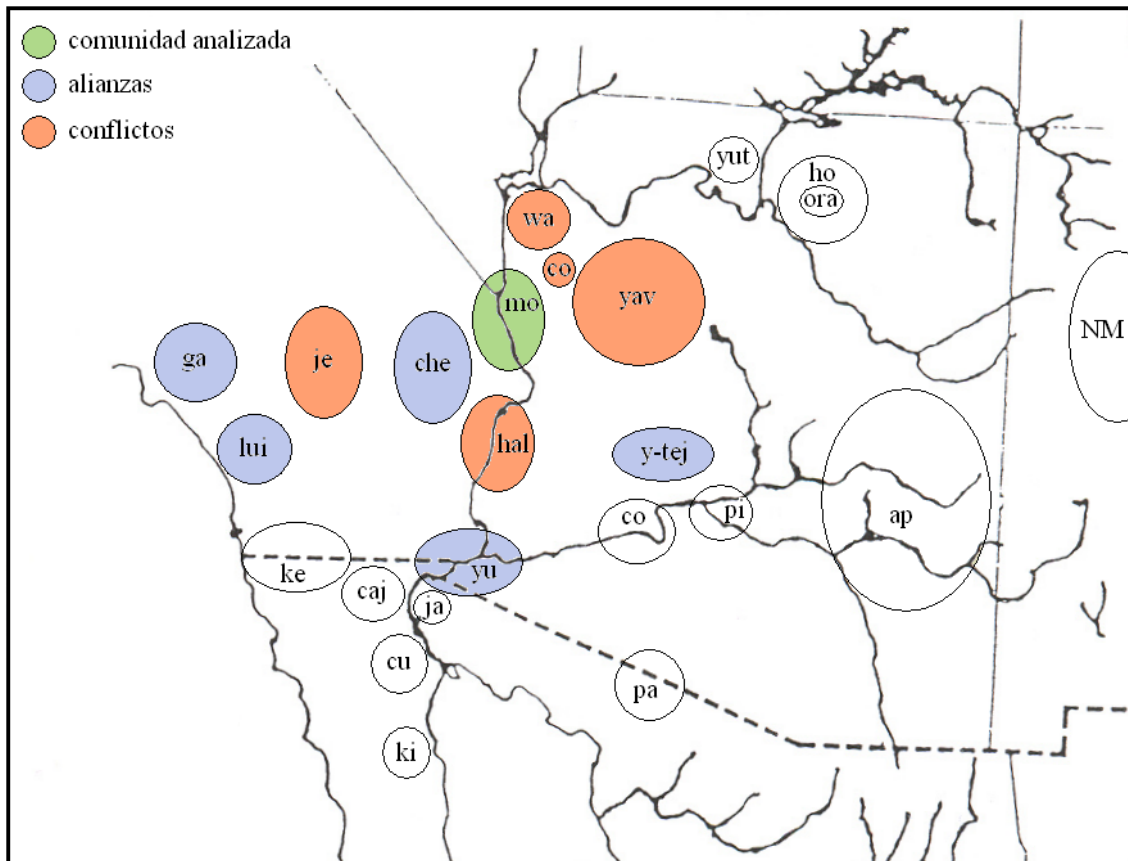 comunidad analizada
alianzas
conflictos
yut
ho
ora
wa
co
yav
mo
NM
ga
je
che
lui
hal
y-tej
co
pi
ap
ke
yu
caj
ja
cu
pa
ki